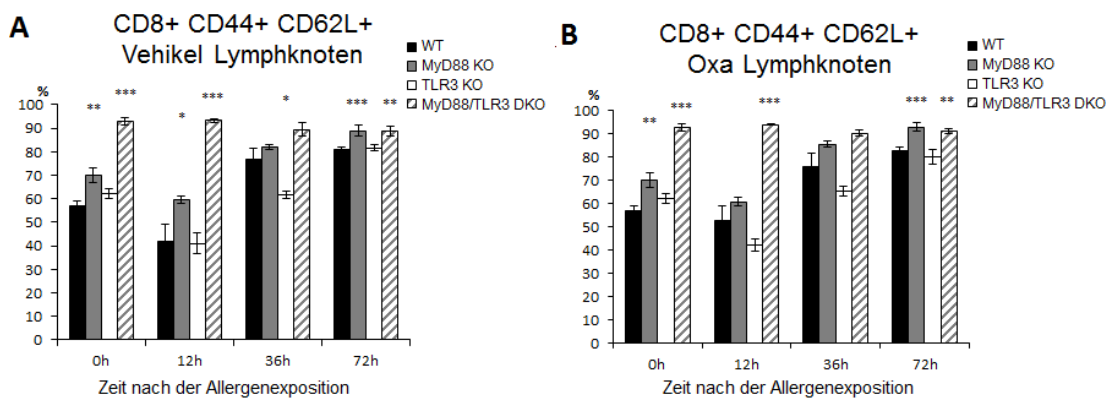 A
CD8+ CD44+ CD62L+
Vehikel Lymphknoten
WT
MyD88 KO
TLR3 KO
MyD88/TLR3 DKO
%
100
90
80
70
60
50
40
30
20
10
0
** *** * *** * *** **
0h 12h 36h 72h
Zeit nach der Allergenexposition
B
CD8+ CD44+ CD62L+
Oxa Lymphknoten
WT
MyD88 KO
TLR3 KO
MyD88/TLR3 DKO
%
100
90
80
70
60
50
40
30
20
10
0
** *** *** *** **
0h 12h 36h 72h
Zeit nach der Allergenexposition